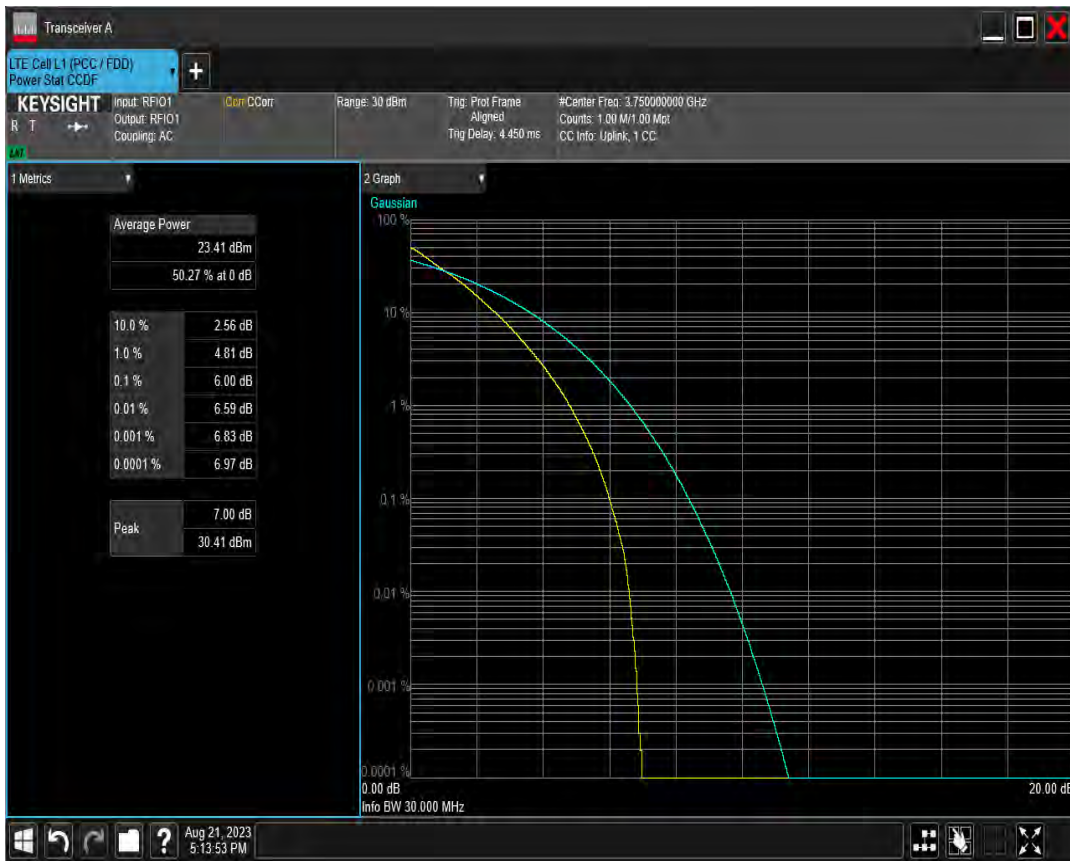 Transceiver A
LTE Cell L1 (PCC / FDD)
Power Stat CCDF
KEYSIGHT
R T
LXI
Input: RFIO1
Output: RFIO1
Coupling: AC
Corr CCorr
Range: 30 dBm
Trig: Prot Frame
Aligned
Trig Delay: 4.450 ms
#Center Freq: 3.750000000 GHz
Counts: 1.00 M/1.00 Mpt
CC Info: Uplink, 1 CC
1 Metrics
Average Power
23.41 dBm
50.27 % at 0 dB
10.0 % 2.56 dB
1.0 % 4.81 dB
0.1 % 6.00 dB
0.01 % 6.59 dB
0.001 % 6.83 dB
0.0001 % 6.97 dB
Peak
7.00 dB
30.41 dBm
2 Graph
Gaussian
100 %
10 %
1 %
0.1 %
0.01 %
0.001 %
0.0001 %
0.00 dB 20.00 dB
Info BW 30.000 MHz
?
Aug 21, 2023
5:13:53 PM